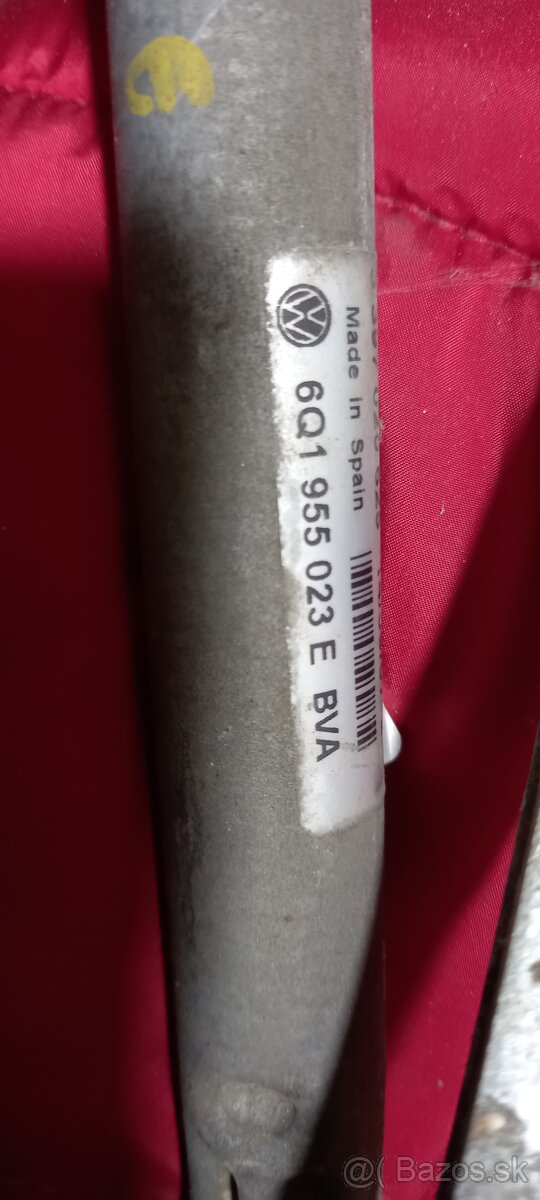 Made in Spain
6Q1 955 023 E BVA
@( Bazos.sk